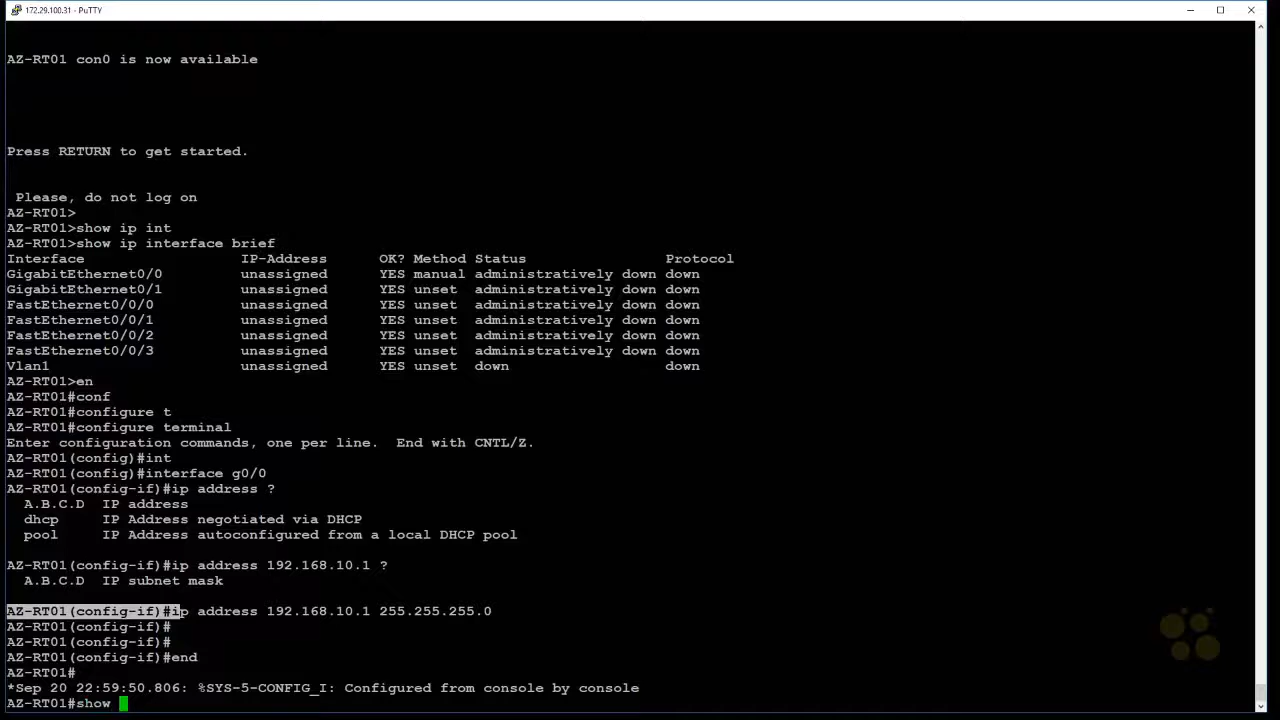 172.29.100.31 - PuTTY
AZ-RT01 con0 is now available
Press RETURN to get started.
Please, do not log on
AZ-RT01>
AZ-RT01>show ip int
AZ-RT01>show ip interface brief
Interface IP-Address OK? Method Status Protocol
GigabitEthernet0/0 unassigned YES manual administratively down down
GigabitEthernet0/1 unassigned YES unset administratively down down
FastEthernet0/0/0 unassigned YES unset administratively down down
FastEthernet0/0/1 unassigned YES unset administratively down down
FastEthernet0/0/2 unassigned YES unset administratively down down
FastEthernet0/0/3 unassigned YES unset administratively down down
Vlan1 unassigned YES unset down down
AZ-RT01>en
AZ-RT01#conf
AZ-RT01#configure t
AZ-RT01#configure terminal
Enter configuration commands, one per line. End with CNTL/Z.
AZ-RT01(config)#int
AZ-RT01(config)#interface g0/0
AZ-RT01(config-if)#ip address ?
A.B.C.D IP address
dhcp IP Address negotiated via DHCP
pool IP Address autoconfigured from a local DHCP pool
AZ-RT01(config-if)#ip address 192.168.10.1 ?
A.B.C.D IP subnet mask
AZ-RT01(config-if)#ip address 192.168.10.1 255.255.255.0
AZ-RT01(config-if)#
AZ-RT01(config-if)#
AZ-RT01(config-if)#end
AZ-RT01#
*Sep 20 22:59:50.806: %SYS-5-CONFIG_I: Configured from console by console
AZ-RT01#show